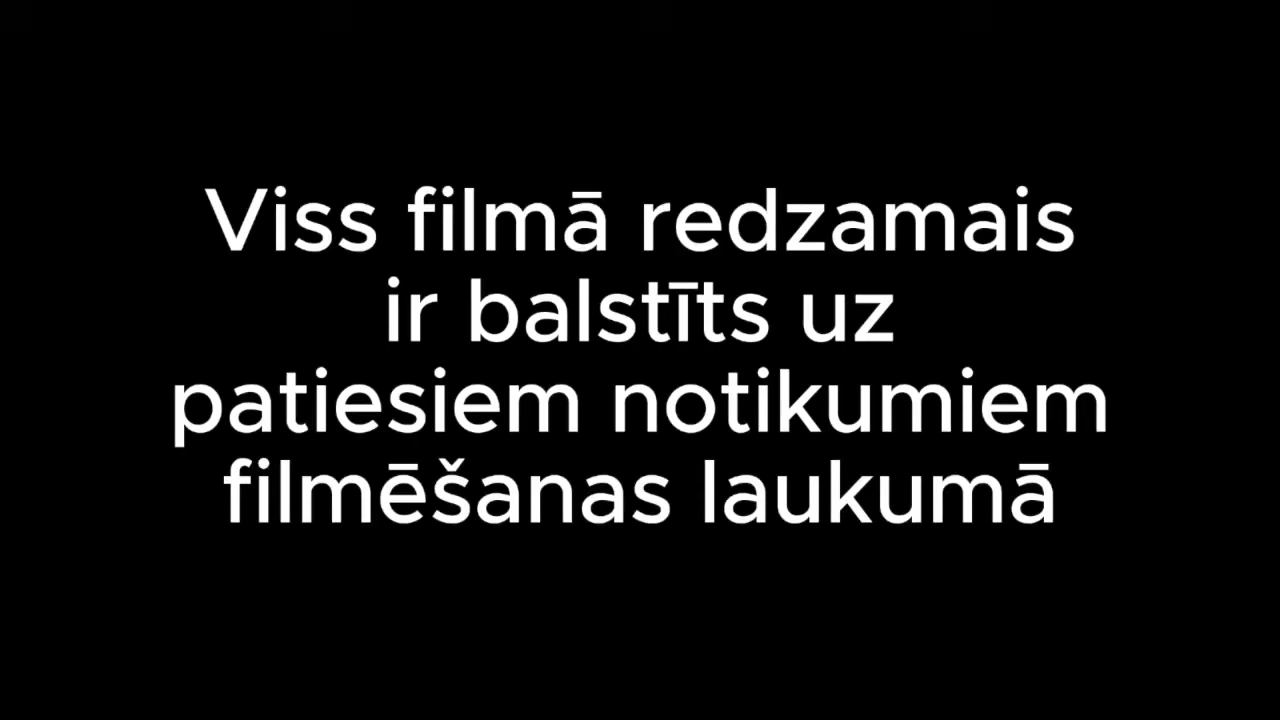 Viss filmā redzamais
ir balstīts uz
patiesiem notikumiem
filmēšanas laukumā